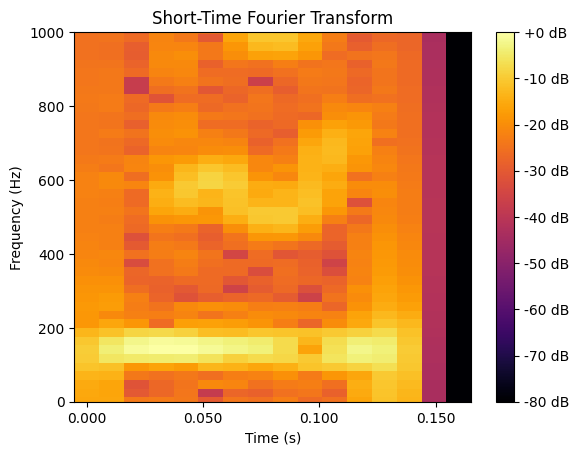 Short-Time Fourier Transform
Frequency (Hz)
1000
800
600
400
200
0
0.000
0.050
0.100
0.150
Time (s)
+0 dB
-10 dB
-20 dB
-30 dB
-40 dB
-50 dB
-60 dB
-70 dB
-80 dB